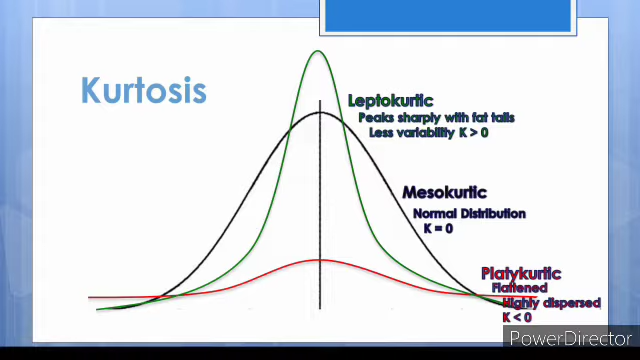 Kurtosis
Leptokurtic
Peaks sharply with fat tails
Less variability K > 0
Mesokurtic
Normal Distribution
K = 0
Platykurtic
Flattened
Highly dispersed
K < 0
PowerDirector